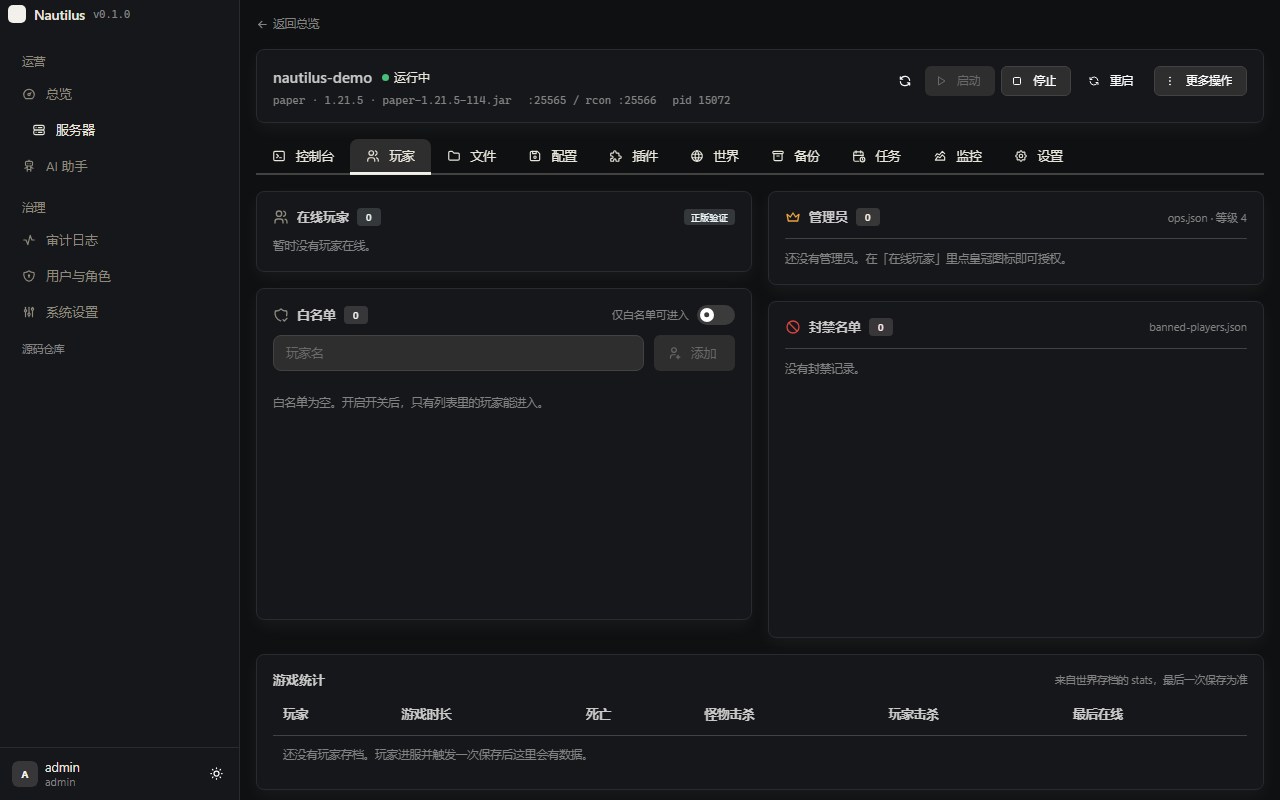 Nautilus v0.1.0
运营
总览
服务器
AI 助手
治理
审计日志
用户与角色
系统设置
源码仓库
A
admin
admin
← 返回总览
nautilus-demo 运行中
paper · 1.21.5 · paper-1.21.5-114.jar :25565 / rcon :25566 pid 15072
启动 停止 重启 更多操作
控制台 玩家 文件 配置 插件 世界 备份 任务 监控 设置
在线玩家 0 正版验证
暂时没有玩家在线。
白名单 0 仅白名单可进入
玩家名 添加
白名单为空。开启开关后，只有列表里的玩家能进入。
管理员 0 ops.json · 等级 4
还没有管理员。在「在线玩家」里点皇冠图标即可授权。
封禁名单 0 banned-players.json
没有封禁记录。
游戏统计 来自世界存档的 stats，最后一次保存为准
玩家 游戏时长 死亡 怪物击杀 玩家击杀 最后在线
还没有玩家存档。玩家进服并触发一次保存后这里会有数据。